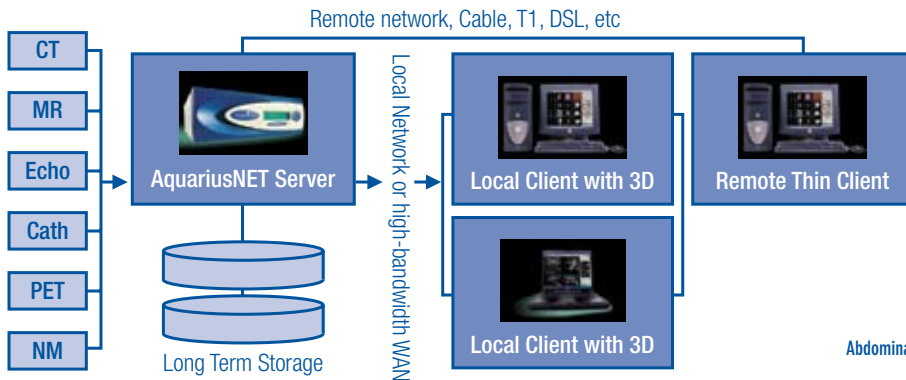 Remote network, Cable, T1, DSL, etc
CT
MR
Echo
Cath
PET
NM
AquariusNET Server
Long Term Storage
Local Network or high-bandwidth WAN
Local Client with 3D
Local Client with 3D
Remote Thin Client